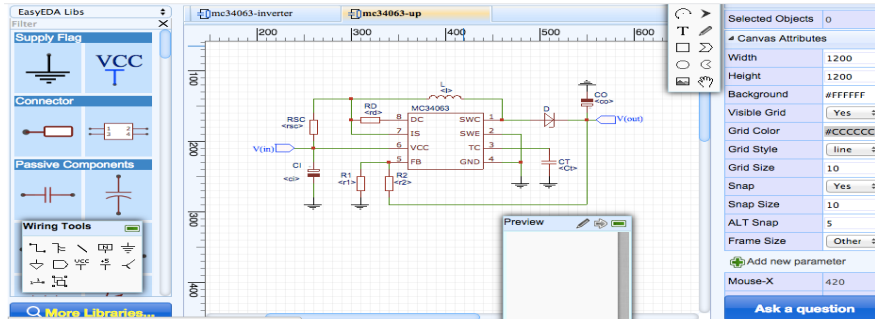 EasyEDA Libs
Filter
Supply Flag
VCC
Connector
1 2
3 4
Passive Components
Wiring Tools
VCC +5
More Libraries...
mc34063-inverter
mc34063-up
200 300 400 500 600
100
200
300
400
L
<l>
MC34063
RD
<rd>
RSC
<rsc>
8 DC SWC 1
7 IS SWE 2
6 VCC TC 3
5 FB GND 4
D
CO
<co>
V(out)
V(in)
CI
<ci>
R1
<r1>
R2
<r2>
CT
<Ct>
Preview
T
Selected Objects 0
Canvas Attributes
Width 1200
Height 1200
Background #FFFFFF
Visible Grid Yes
Grid Color #CCCCCC
Grid Style line
Grid Size 10
Snap Yes
Snap Size 10
ALT Snap 5
Frame Size Other
Add new parameter
Mouse-X 420
Ask a question